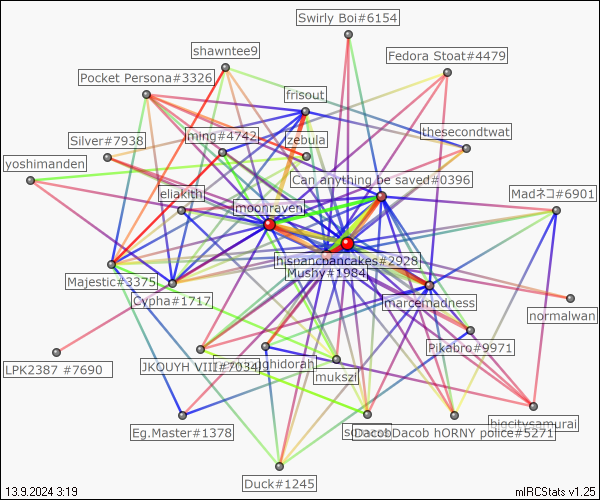 Swirly Boi#6154
shawntee9
Fedora Stoat#4479
Pocket Persona#3326
frisout
ming#4742
thesecondtwat
Silver#7938
zebula
yoshimanden
Can anything be saved#0396
eliakith
Madネコ#6901
moonraven
hispanicpancakes#2928
Mushy#1984
Majestic#3375
Cypha#1717
marcemadness
normalwan
Pikabro#9971
LPK2387 #7690
JKOUYH VIII#7034
ghidorah
mukszi
bigcitysamurai
Eg.Master#1378
DacobDacob hORNY police#5271
Duck#1245
13.9.2024 3:19
mIRCStats v1.25